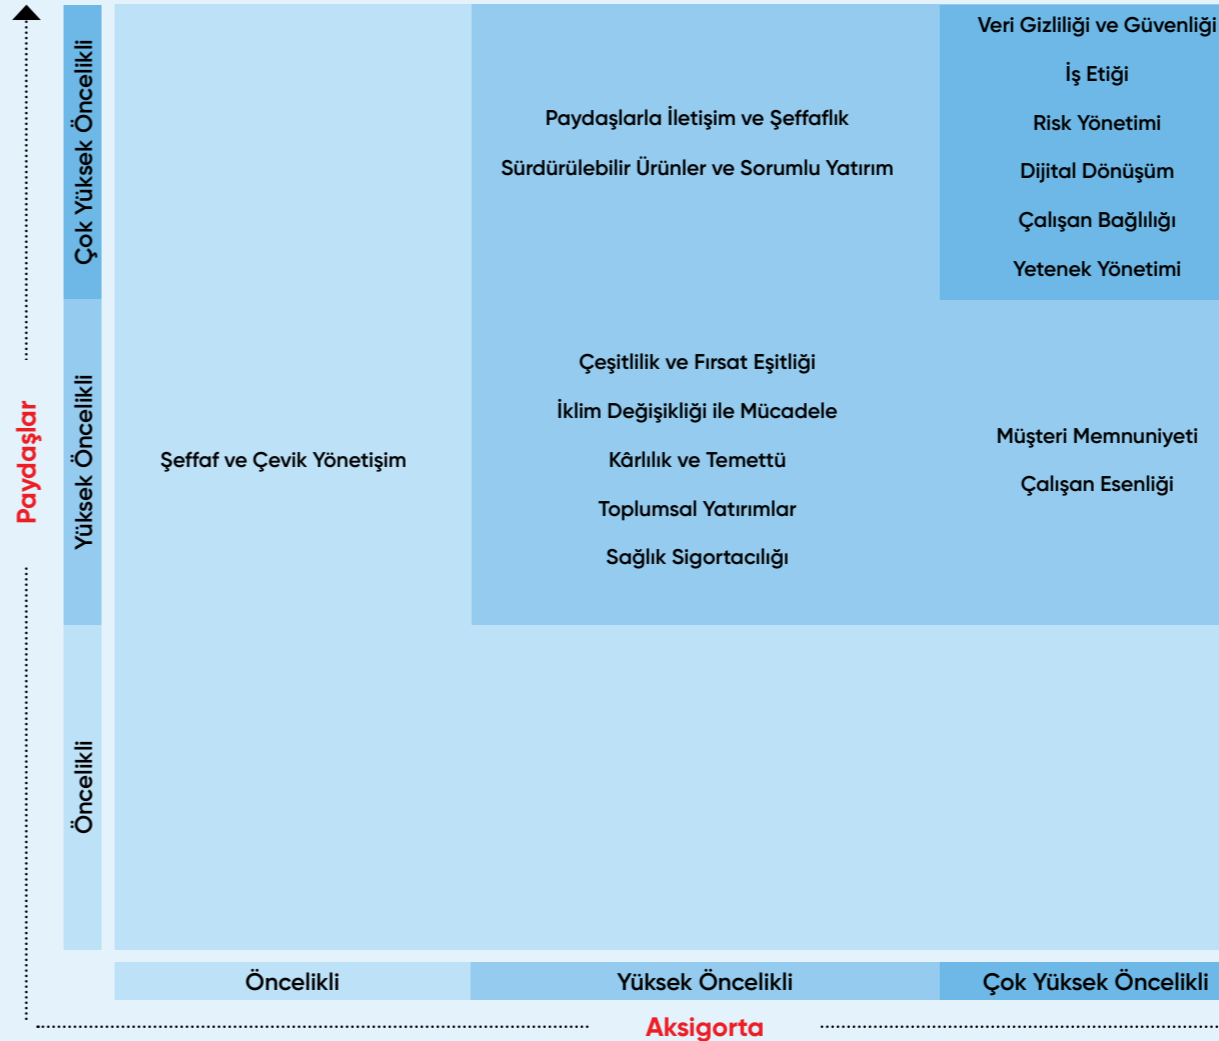 Paydaşlar
Çok Yüksek Öncelikli
Yüksek Öncelikli
Öncelikli
Paydaşlarla İletişim ve Şeffaflık
Sürdürülebilir Ürünler ve Sorumlu Yatırım
Veri Gizliliği ve Güvenliği
İş Etiği
Risk Yönetimi
Dijital Dönüşüm
Çalışan Bağlılığı
Yetenek Yönetimi
Şeffaf ve Çevik Yönetişim
Çeşitlilik ve Fırsat Eşitliği
İklim Değişikliği ile Mücadele
Kârlılık ve Temettü
Toplumsal Yatırımlar
Sağlık Sigortacılığı
Müşteri Memnuniyeti
Çalışan Esenliği
Öncelikli
Yüksek Öncelikli
Çok Yüksek Öncelikli
Aksigorta